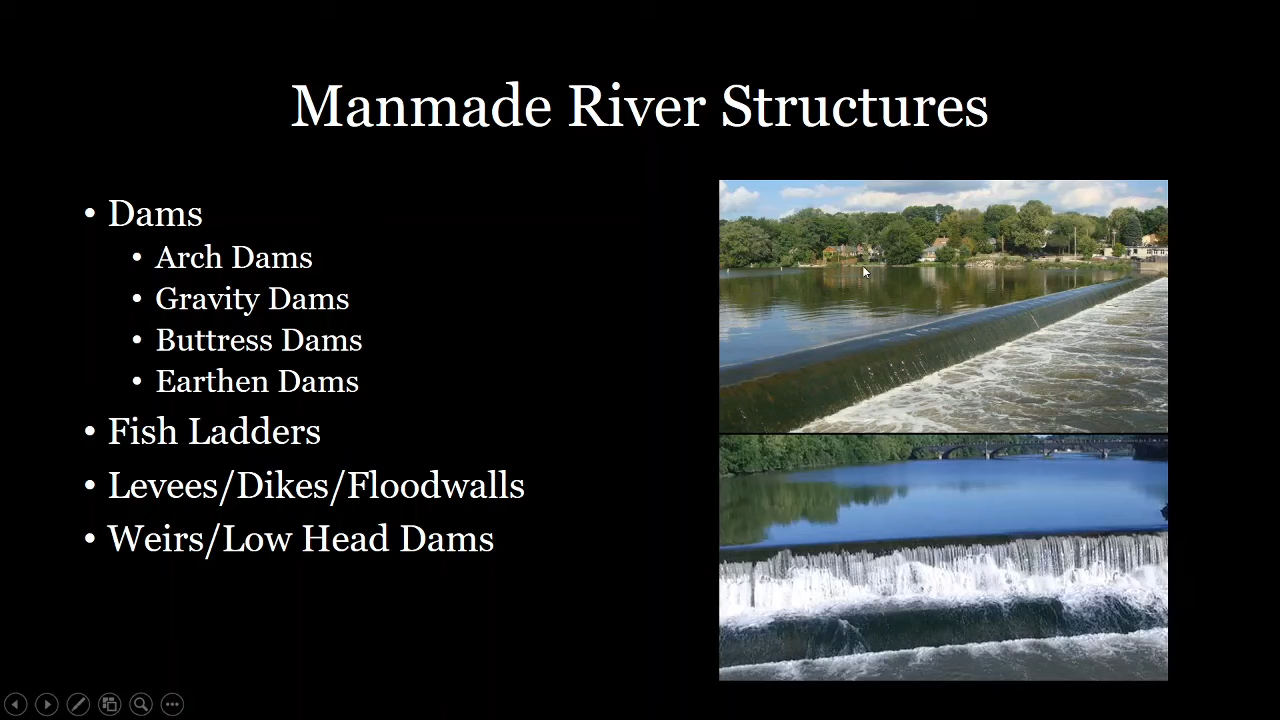 Manmade River Structures
• Dams
• Arch Dams
• Gravity Dams
• Buttress Dams
• Earthen Dams
• Fish Ladders
• Levees/Dikes/Floodwalls
• Weirs/Low Head Dams